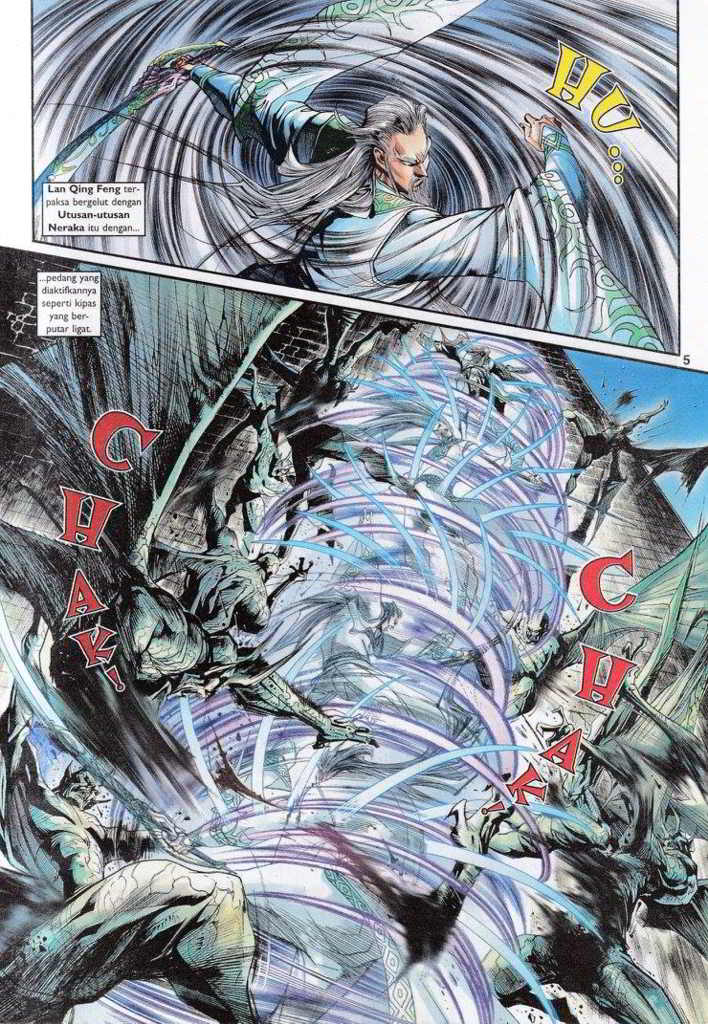 HU...
Lan Qing Feng ter-
paksa bergelut dengan
Utusan-utusan
Neraka itu dengan...
...pedang yang
diaktifkannya
seperti kipas
yang ber-
putar ligat.
5
CHAK!
CHAK!